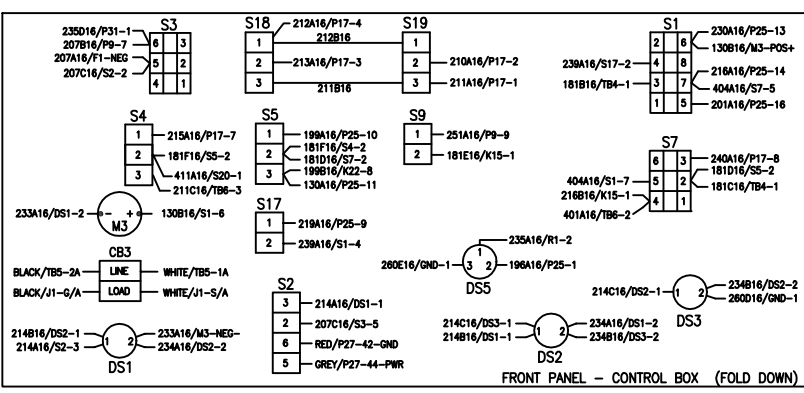 S3
235D16/P31-1
207B16/P9-7
207A16/F1-NEG
207C16/S2-2
6 3
5 2
4 1
S18
1
2
3
212A16/P17-4
212B16
213A16/P17-3
211B16
S19
1
2
3
210A16/P17-2
211A16/P17-1
S1
239A16/S17-2
181B16/TB4-1
2 6
4 8
3 7
1 5
230A16/P25-13
130B16/M3-POS+
216A16/P25-14
404A16/S7-5
201A16/P25-16
S4
1
2
3
215A16/P17-7
181F16/S5-2
411A16/S20-1
211C16/TB6-3
S5
1
2
3
199A16/P25-10
181F16/S4-2
181D16/S7-2
199B16/K22-8
130A16/P25-11
S9
1
2
251A16/P9-9
181E16/K15-1
S7
404A16/S1-7
216B16/K15-1
401A16/TB6-2
6 3
5 2
4 1
240A16/P17-8
181D16/S5-2
181C16/TB4-1
233A16/DS1-2
- +
M3
130B16/S1-6
S17
1
2
219A16/P25-9
239A16/S1-4
CB3
BLACK/TB5-2A
LINE
WHITE/TB5-1A
BLACK/J1-G/A
LOAD
WHITE/J1-S/A
235A16/R1-2
260E16/GND-1
1
3 2
196A16/P25-1
DS5
S2
3
2
6
5
214A16/DS1-1
207C16/S3-5
RED/P27-42-GND
GREY/P27-44-PWR
214C16/DS2-1
1 2
234B16/DS2-2
260D16/GND-1
DS3
214B16/DS2-1
214A16/S2-3
1 2
233A16/M3-NEG-
234A16/DS2-2
DS1
214C16/DS3-1
214B16/DS1-1
1 2
234A16/DS1-2
234B16/DS3-2
DS2
FRONT PANEL - CONTROL BOX (FOLD DOWN)